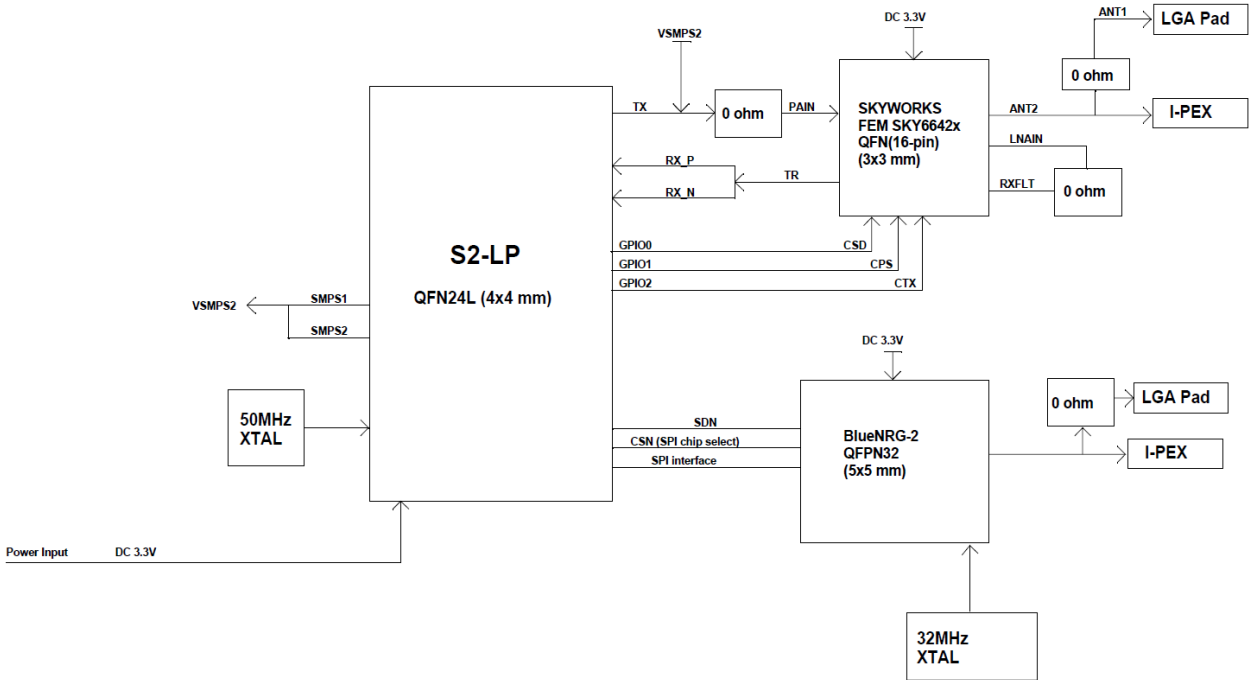 DC 3.3V
ANT1
LGA Pad
VSMPS2
0 ohm
TX
0 ohm
PAIN
SKYWORKS
FEM SKY6642x
QFN(16-pin)
(3x3 mm)
ANT2
I-PEX
LNAIN
RX_P
TR
RXFLT
0 ohm
RX_N
S2-LP
QFN24L (4x4 mm)
GPIO0
CSD
GPIO1
CPS
GPIO2
CTX
VSMPS2
SMPS1
SMPS2
DC 3.3V
50MHz
XTAL
SDN
CSN (SPI chip select)
SPI interface
BlueNRG-2
QFPN32
(5x5 mm)
0 ohm
LGA Pad
I-PEX
Power Input
DC 3.3V
32MHz
XTAL